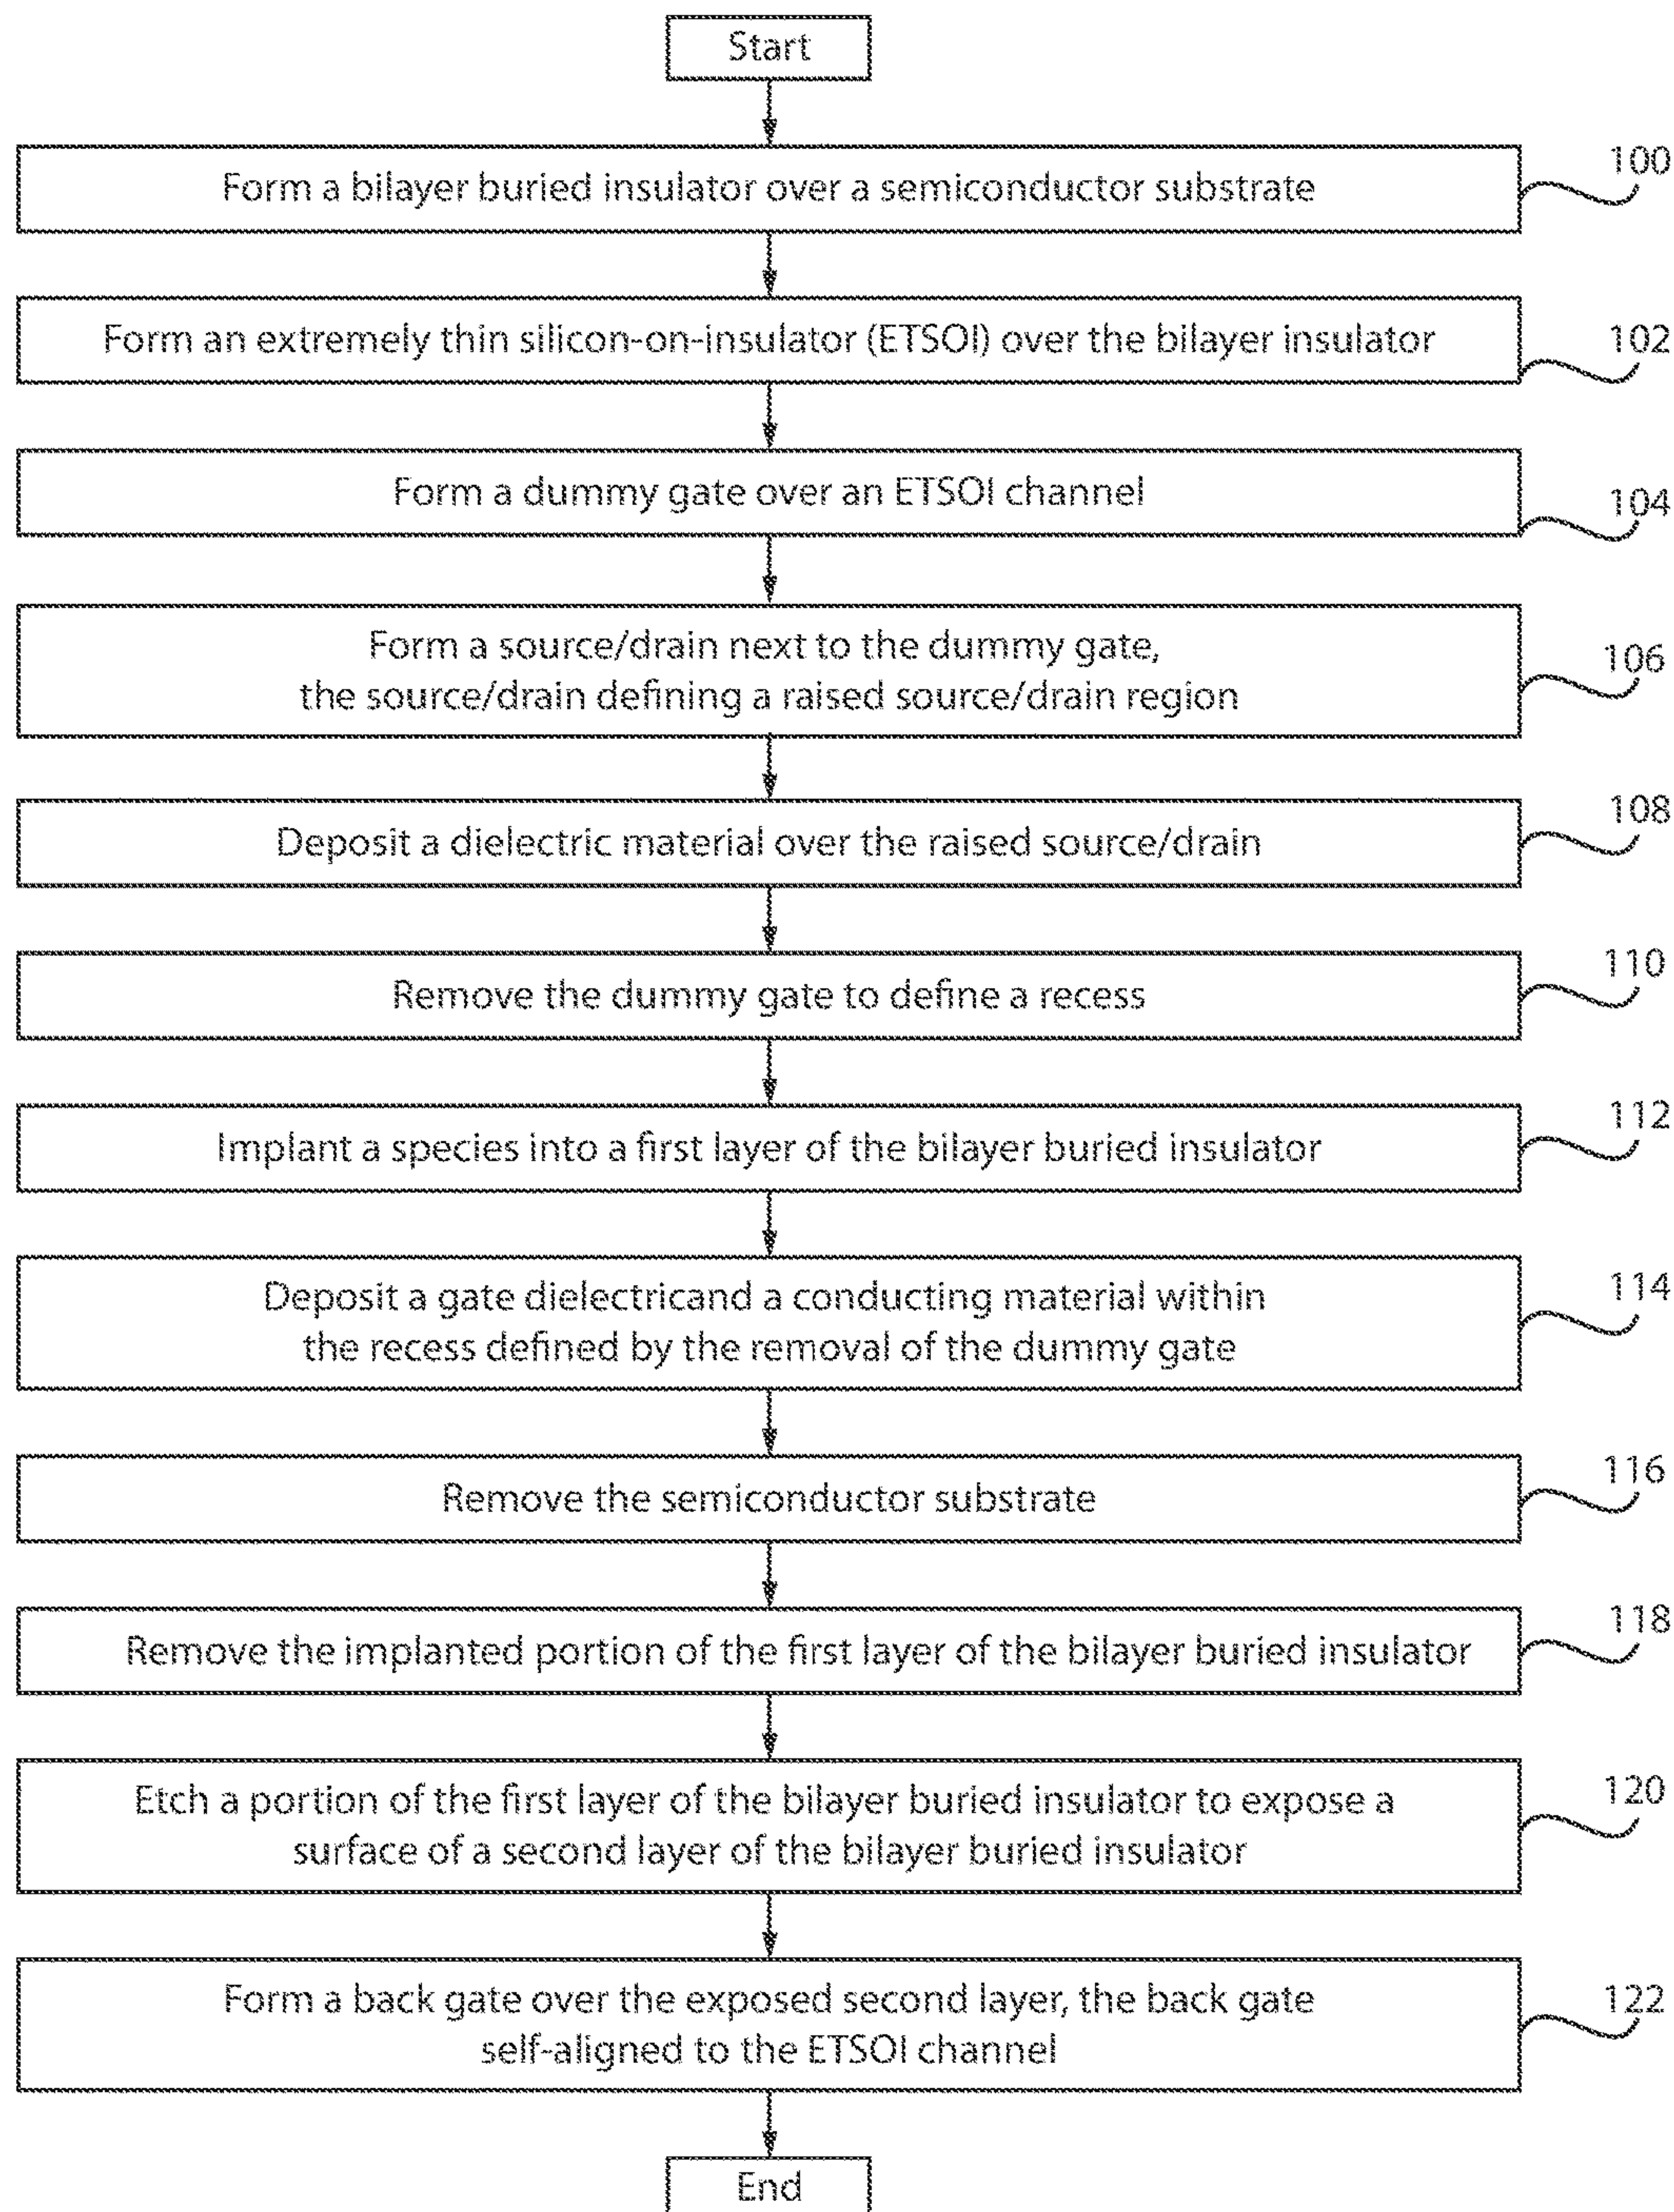 Start
Form a bilayer buried insulator over a semiconductor substrate
100
Form an extremely thin silicon-on-insulator (ETSOI) over the bilayer insulator
102
Form a dummy gate over an ETSOI channel
104
Form a source/drain next to the dummy gate,
the source/drain defining a raised source/drain region
106
Deposit a dielectric material over the raised source/drain
108
Remove the dummy gate to define a recess
110
Implant a species into a first layer of the bilayer buried insulator
112
Deposit a gate dielectricand a conducting material within
the recess defined by the removal of the dummy gate
114
Remove the semiconductor substrate
116
Remove the implanted portion of the first layer of the bilayer buried insulator
118
Etch a portion of the first layer of the bilayer buried insulator to expose a
surface of a second layer of the bilayer buried insulator
120
Form a back gate over the exposed second layer, the back gate
self-aligned to the ETSOI channel
122
End